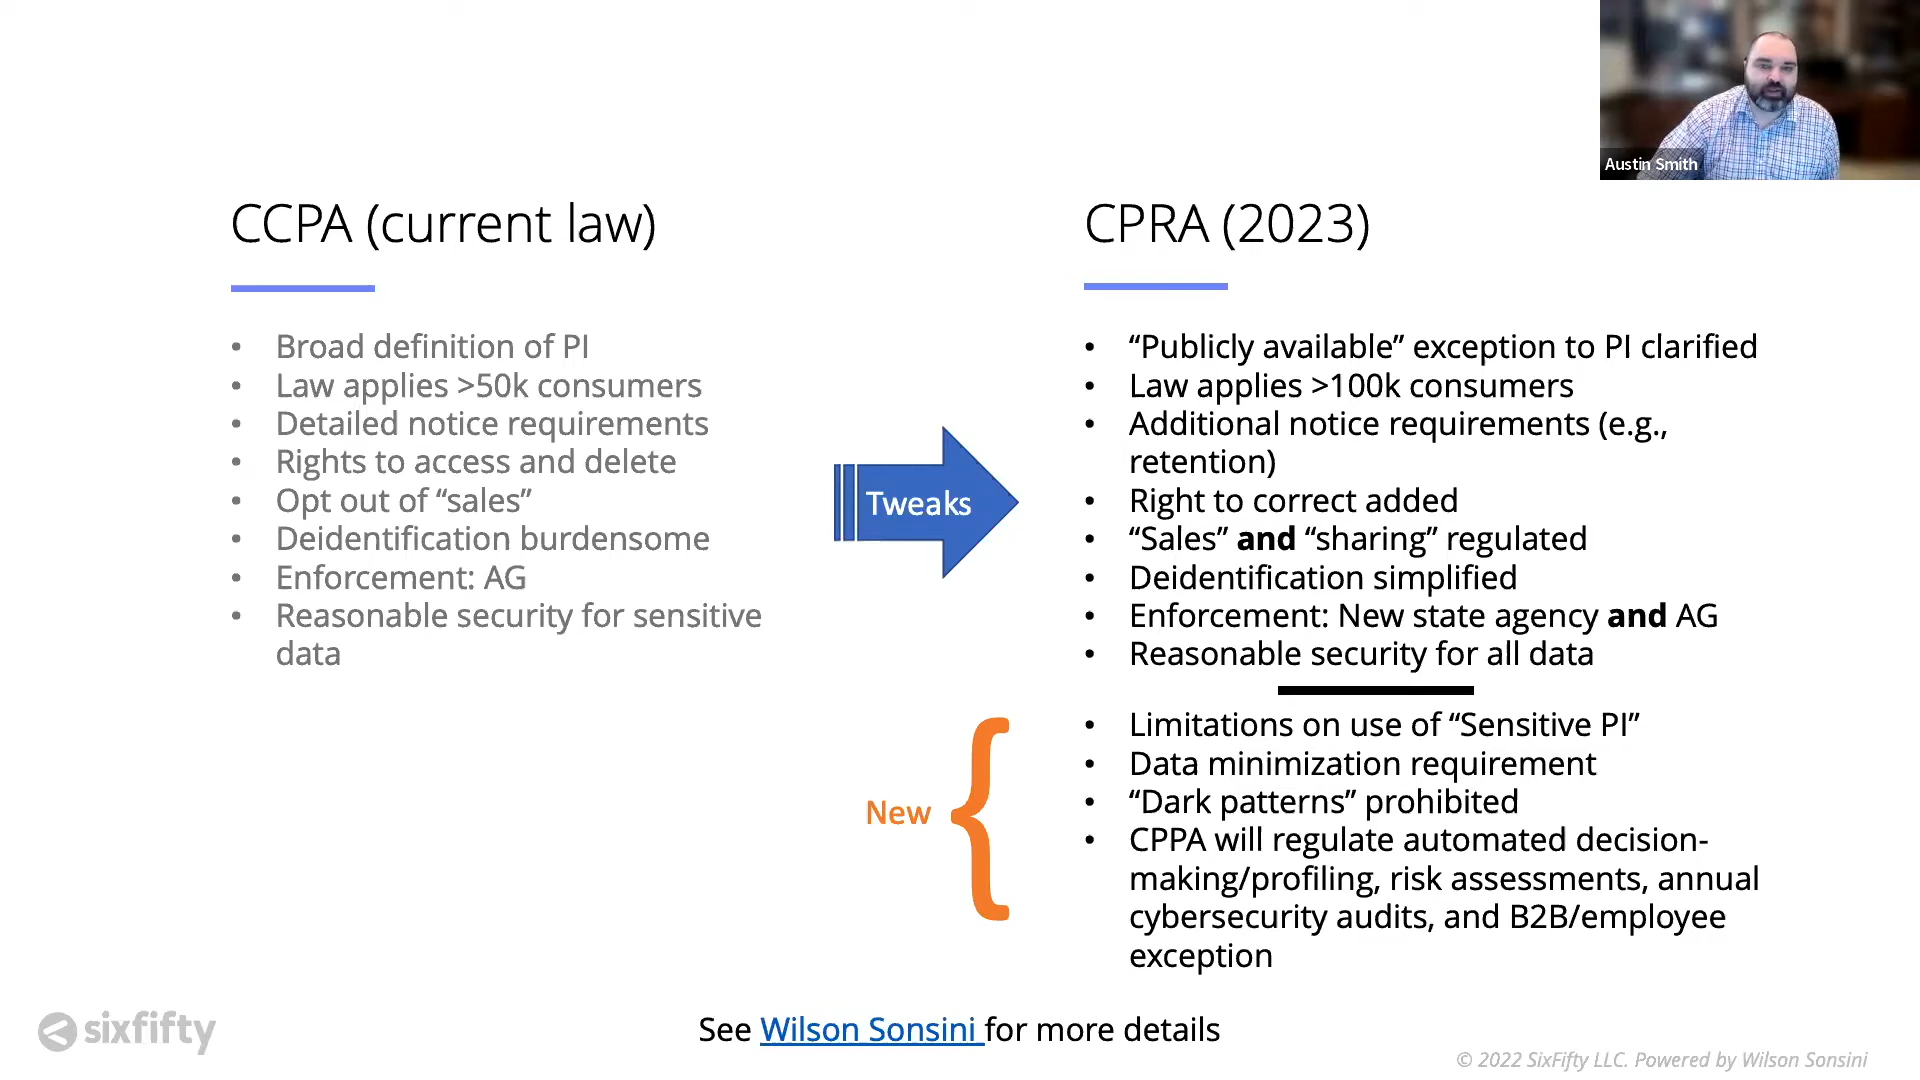 Austin Smith
CCPA (current law)
• Broad definition of PI
• Law applies >50k consumers
• Detailed notice requirements
• Rights to access and delete
• Opt out of “sales”
• Deidentification burdensome
• Enforcement: AG
• Reasonable security for sensitive
data
Tweaks
CPRA (2023)
• “Publicly available” exception to PI clarified
• Law applies >100k consumers
• Additional notice requirements (e.g.,
retention)
• Right to correct added
• “Sales” and “sharing” regulated
• Deidentification simplified
• Enforcement: New state agency and AG
• Reasonable security for all data
New
• Limitations on use of “Sensitive PI”
• Data minimization requirement
• “Dark patterns” prohibited
• CPPA will regulate automated decision-
making/profiling, risk assessments, annual
cybersecurity audits, and B2B/employee
exception
sixfifty
See Wilson Sonsini for more details
© 2022 SixFifty LLC. Powered by Wilson Sonsini